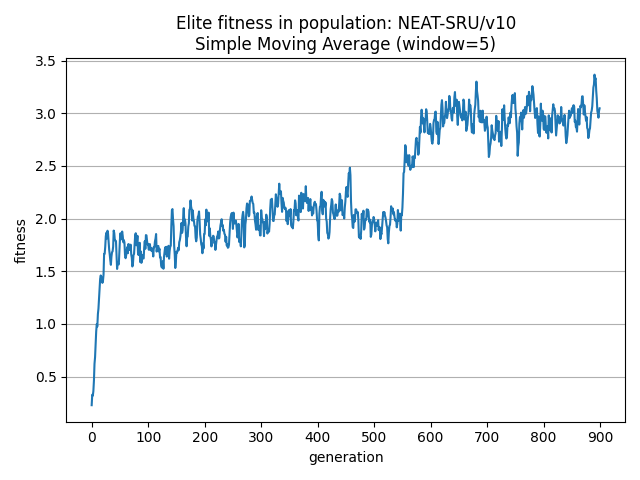 Elite fitness in population: NEAT-SRU/v10
Simple Moving Average (window=5)
3.5
3.0
2.5
2.0
1.5
1.0
0.5
fitness
0 100 200 300 400 500 600 700 800 900
generation